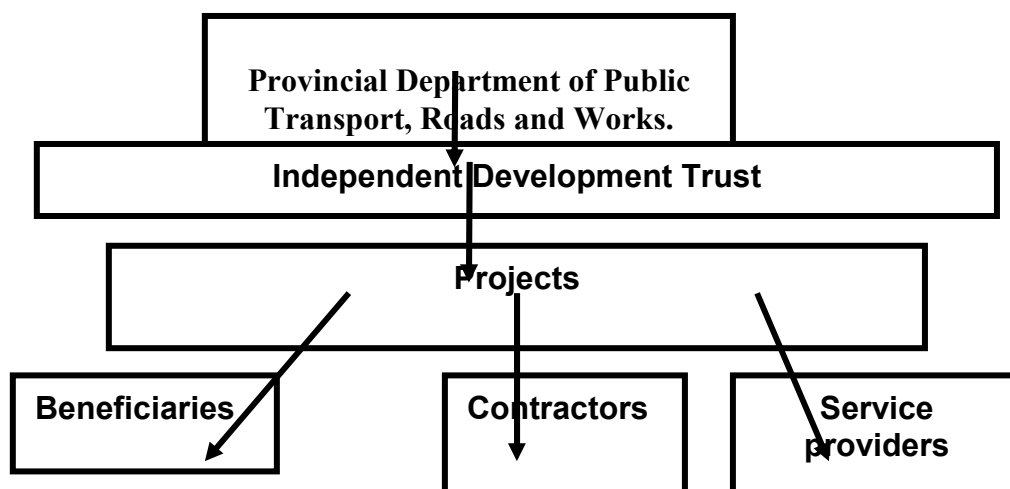 Provincial Department of Public
Transport, Roads and Works.
Independent Development Trust
Projects
Beneficiaries
Contractors
Service
providers